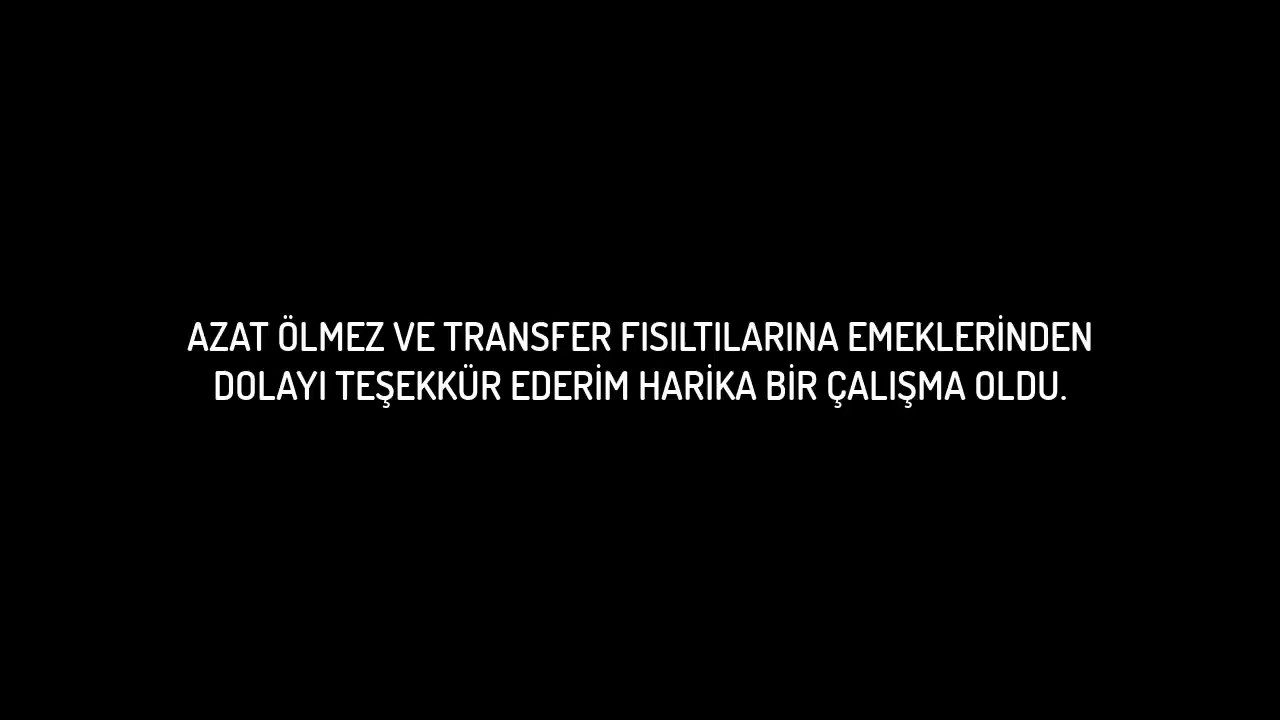 AZAT ÖLMEZ VE TRANSFER FISILTILARINA EMEKLERİNDEN
DOLAYI TEŞEKKÜR EDERİM HARİKA BİR ÇALIŞMA OLDU.